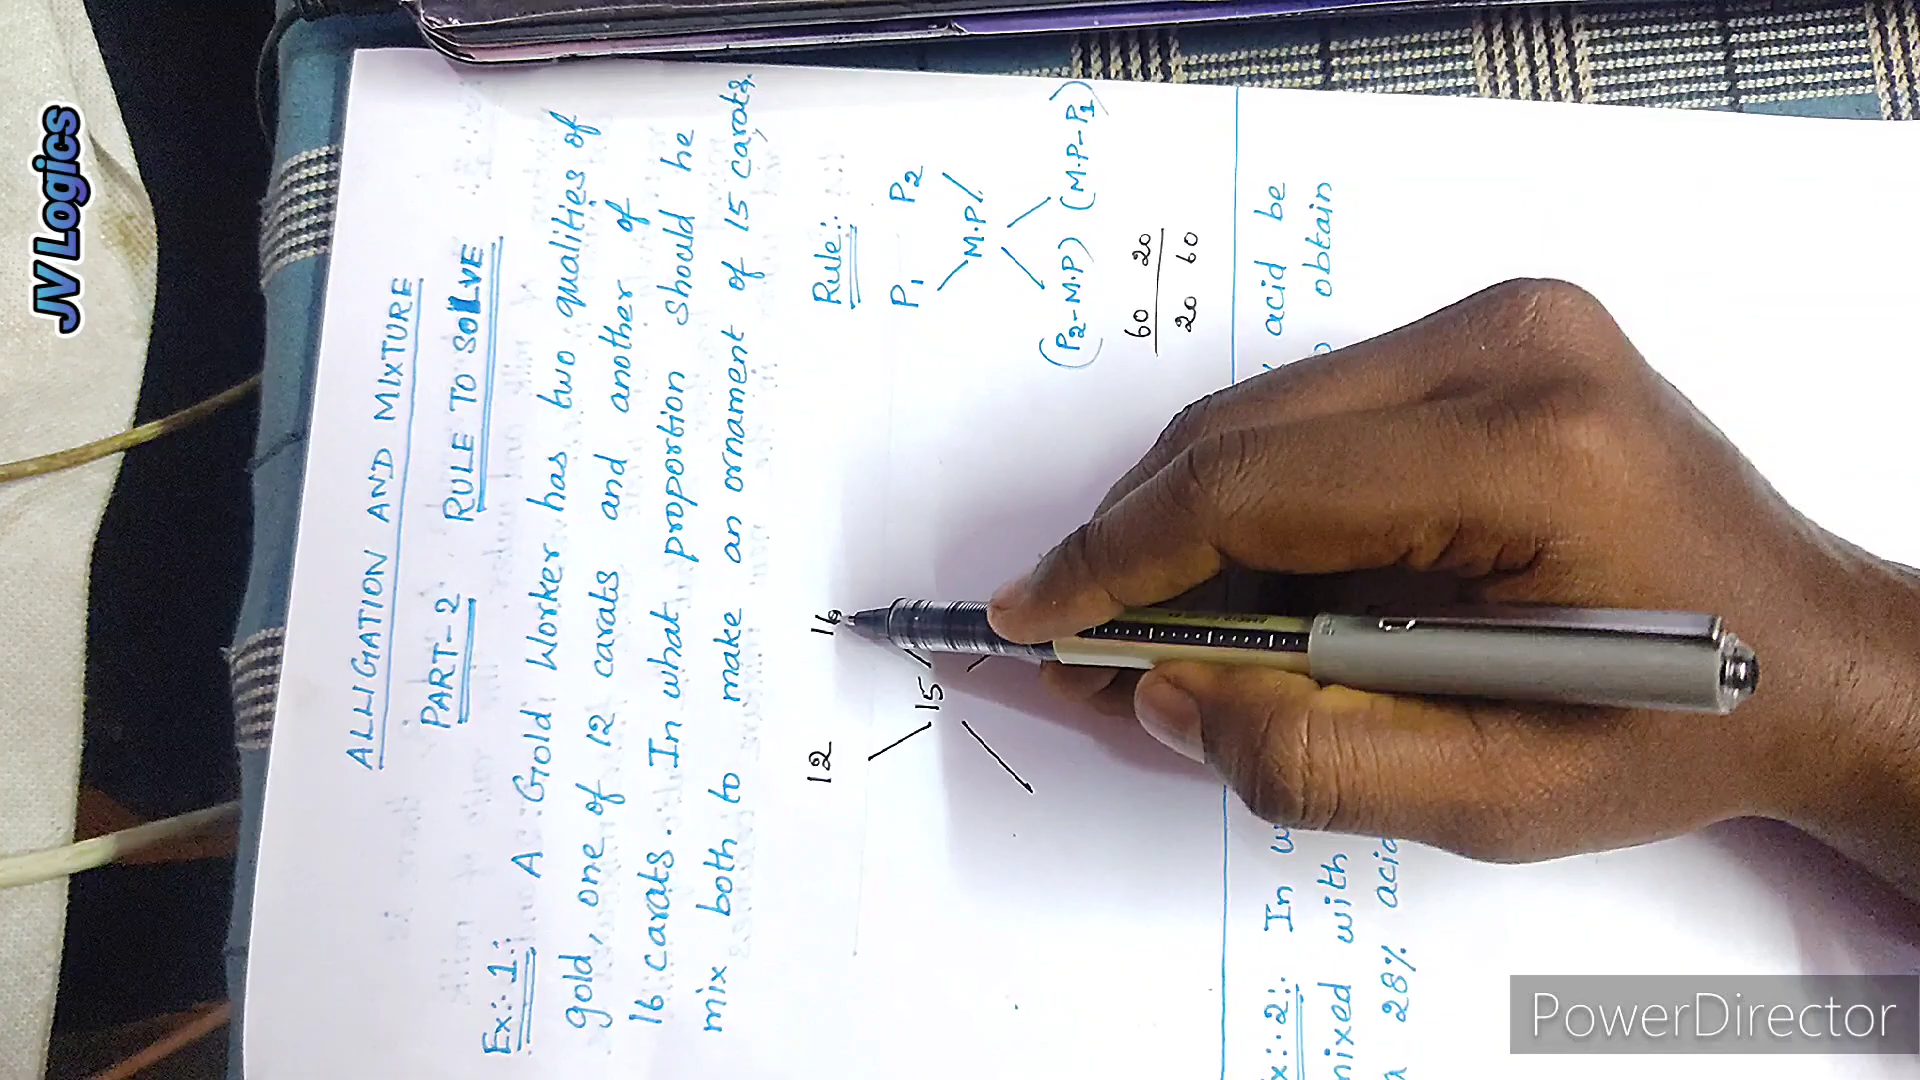 JV Logics
ALLIGATION AND MIXTURE
PART-2 RULE TO SOLVE
Ex:-1:- A Gold Worker has two qualities of
gold, one of 12 carats and another of
16 carats. In what proportion should he
mix both to make an ornament of 15 carats.
12 16
15
Rule:-
P1 P2
M.P
(P2-M.P) (M.P-P1)
60 20
20 60
x:-2:- In acid be
mixed with obtain
a 28% acid
PowerDirector